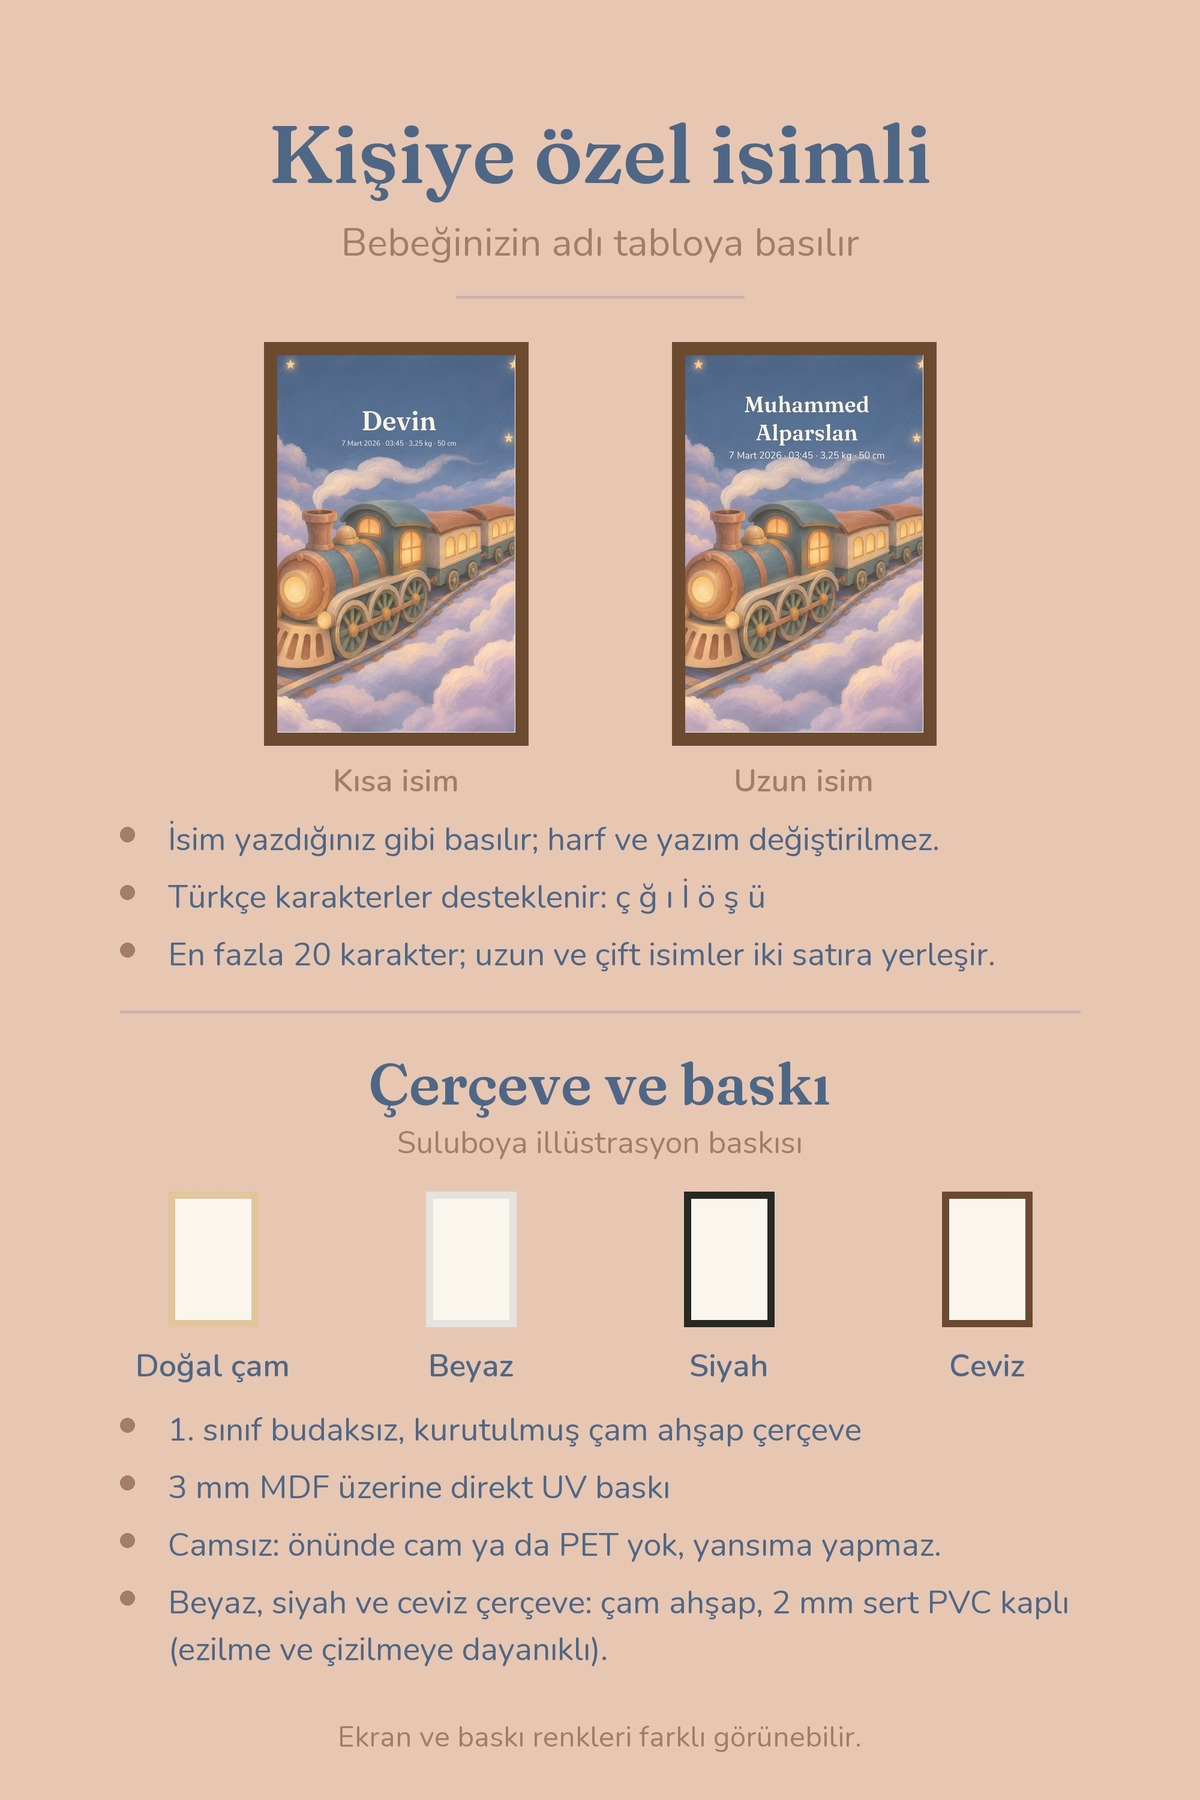 Kişiye özel isimli
Bebeğinizin adı tabloya basılır
Devin
7 Mart 2026 · 03:45 · 3,25 kg · 50 cm
Muhammed
Alparslan
7 Mart 2026 · 03:45 · 3,25 kg · 50 cm
Kısa isim
Uzun isim
• İsim yazdığınız gibi basılır; harf ve yazım değiştirilmez.
• Türkçe karakterler desteklenir: ç ğ ı İ ö ş ü
• En fazla 20 karakter; uzun ve çift isimler iki satıra yerleşir.
Çerçeve ve baskı
Suluboya illüstrasyon baskısı
Doğal çam
Beyaz
Siyah
Ceviz
• 1. sınıf budaksız, kurutulmuş çam ahşap çerçeve
• 3 mm MDF üzerine direkt UV baskı
• Camsız: önünde cam ya da PET yok, yansıma yapmaz.
• Beyaz, siyah ve ceviz çerçeve: çam ahşap, 2 mm sert PVC kaplı
(ezilme ve çizilmeye dayanıklı).
Ekran ve baskı renkleri farklı görünebilir.